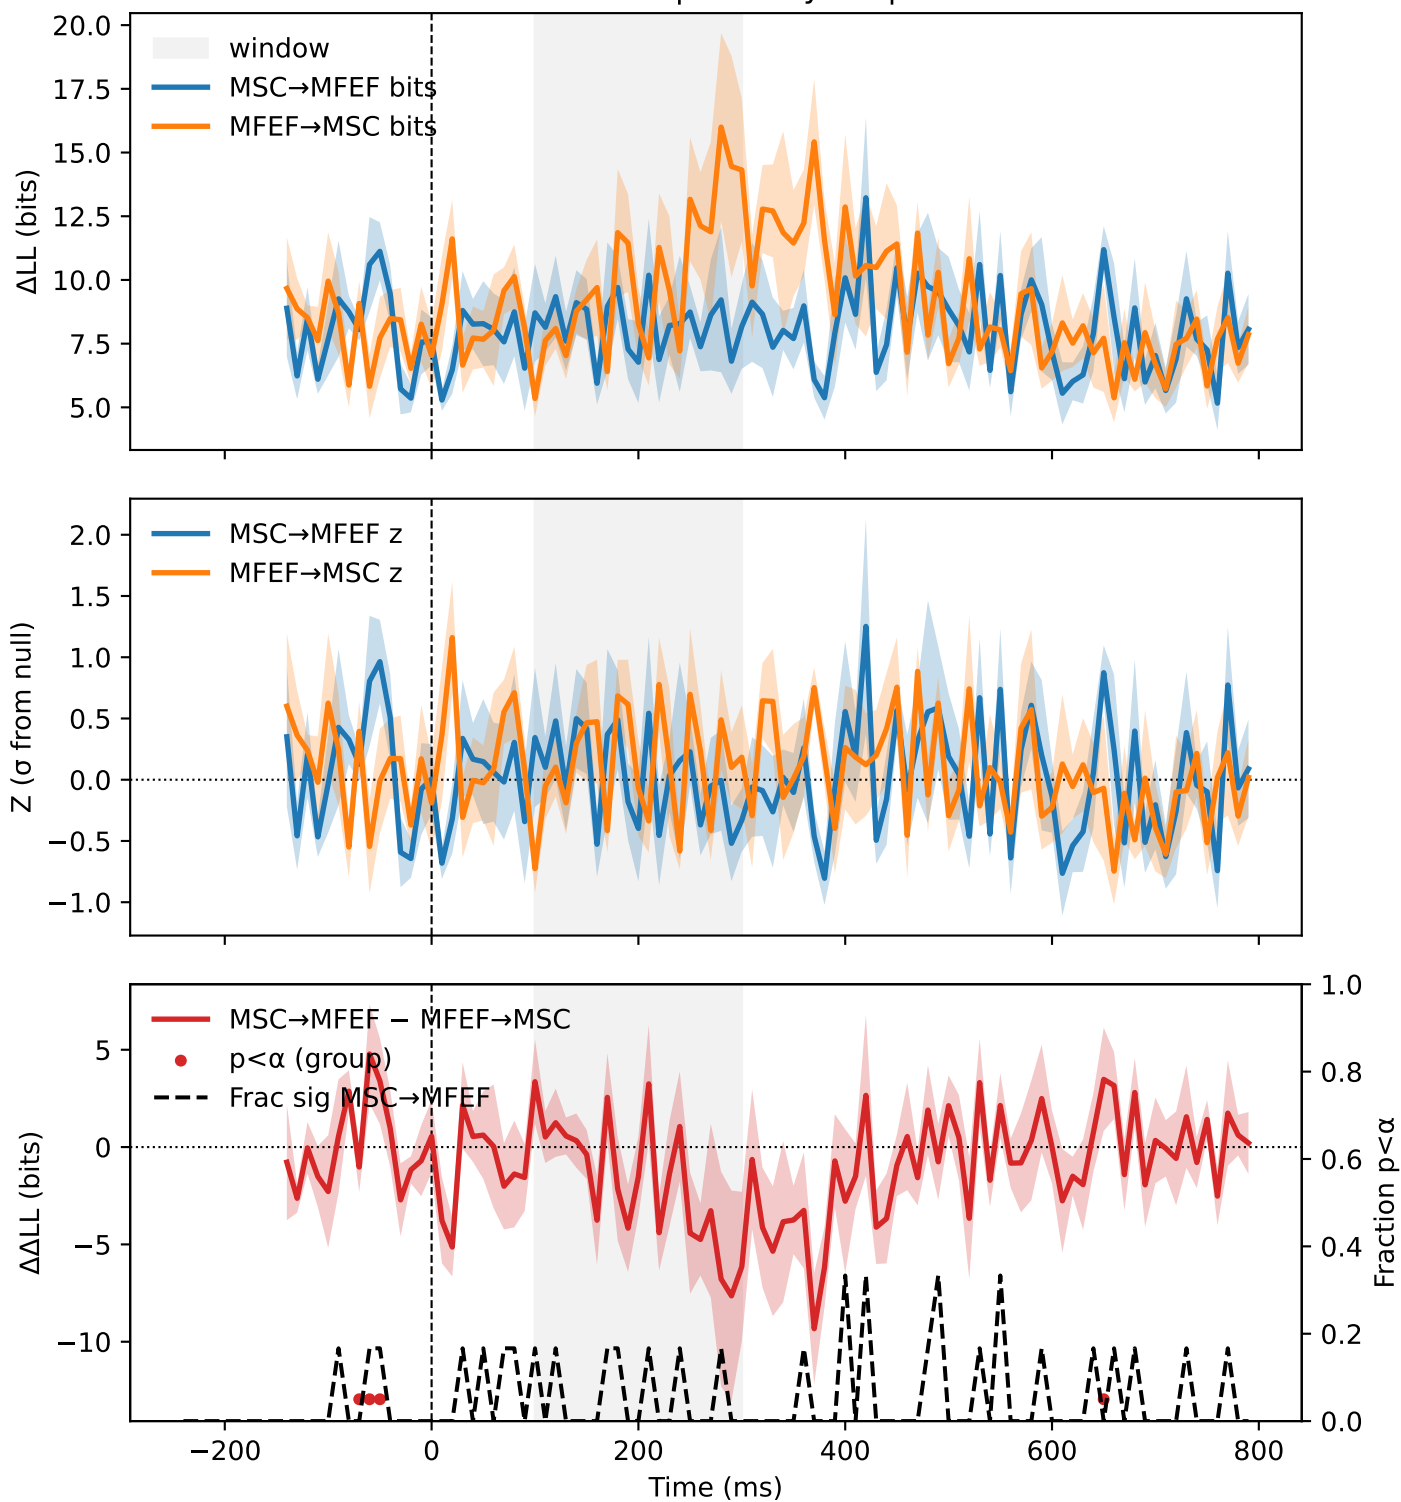 20.0
17.5
15.0
12.5
10.0
7.5
5.0
ΔLL (bits)
window
MSC→MFEF bits
MFEF→MSC bits
2.0
1.5
1.0
0.5
0.0
−0.5
−1.0
Z (σ from null)
MSC→MFEF z
MFEF→MSC z
5
0
−5
−10
ΔΔLL (bits)
MSC→MFEF − MFEF→MSC
p<α (group)
Frac sig MSC→MFEF
1.0
0.8
0.6
0.4
0.2
0.0
Fraction p<α
−200
0
200
400
600
800
Time (ms)